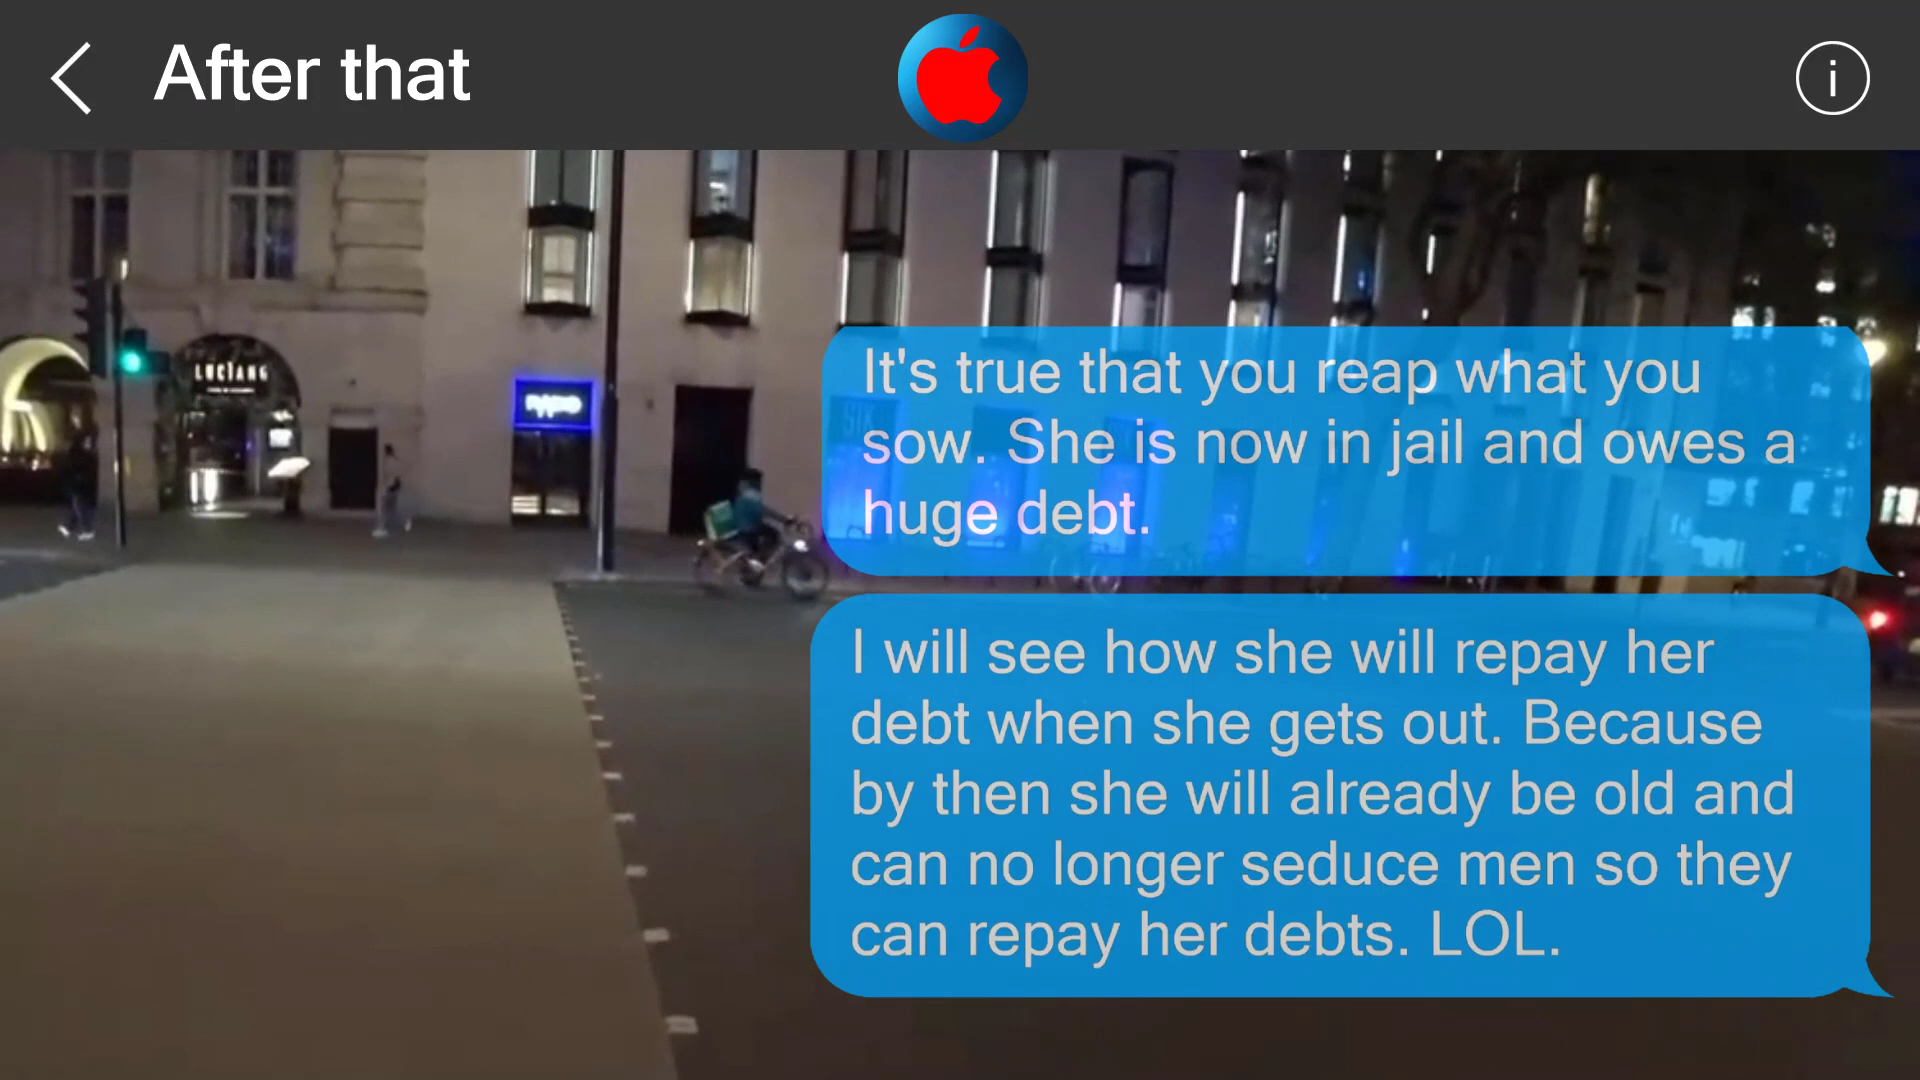 After that
LUCIANO
It's true that you reap what you
sow. She is now in jail and owes a
huge debt.
I will see how she will repay her
debt when she gets out. Because
by then she will already be old and
can no longer seduce men so they
can repay her debts. LOL.